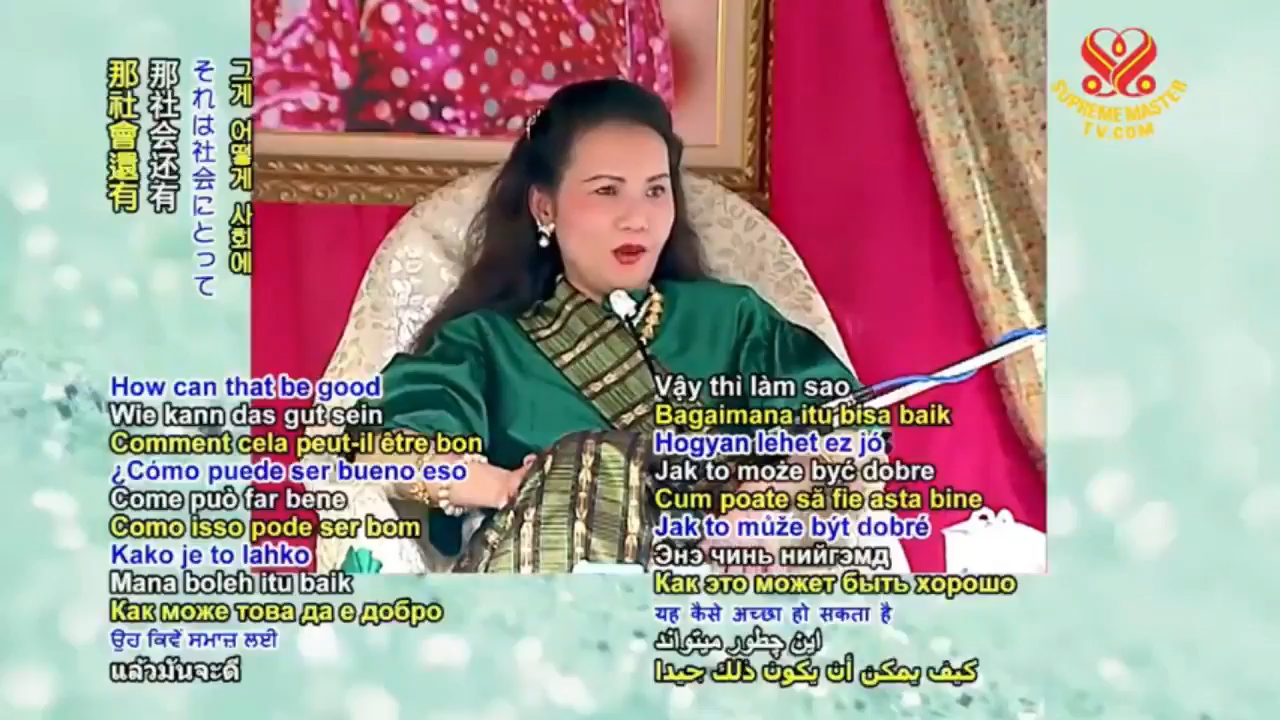 그게 어떻게 사회에
それは社会にとって
那社会还有
那社會還有
SUPREME MASTER
TV.COM
How can that be good
Wie kann das gut sein
Comment cela peut-il être bon
¿Cómo puede ser bueno eso
Come può far bene
Como isso pode ser bom
Kako je to lahko
Mana boleh itu baik
Как може това да е добро
ਉਹ ਕਿਵੇਂ ਸਮਾਜ਼ ਲਈ
แล้วมันจะดี
Vậy thì làm sao
Bagaimana itu bisa baik
Hogyan lehet ez jó
Jak to może być dobre
Cum poate să fie asta bine
Jak to může být dobré
Энэ чинь нийгэмд
Как это может быть хорошо
यह कैसे अच्छा हो सकता है
این چطور میتواند
كيف يمكن أن يكون ذلك جيدا